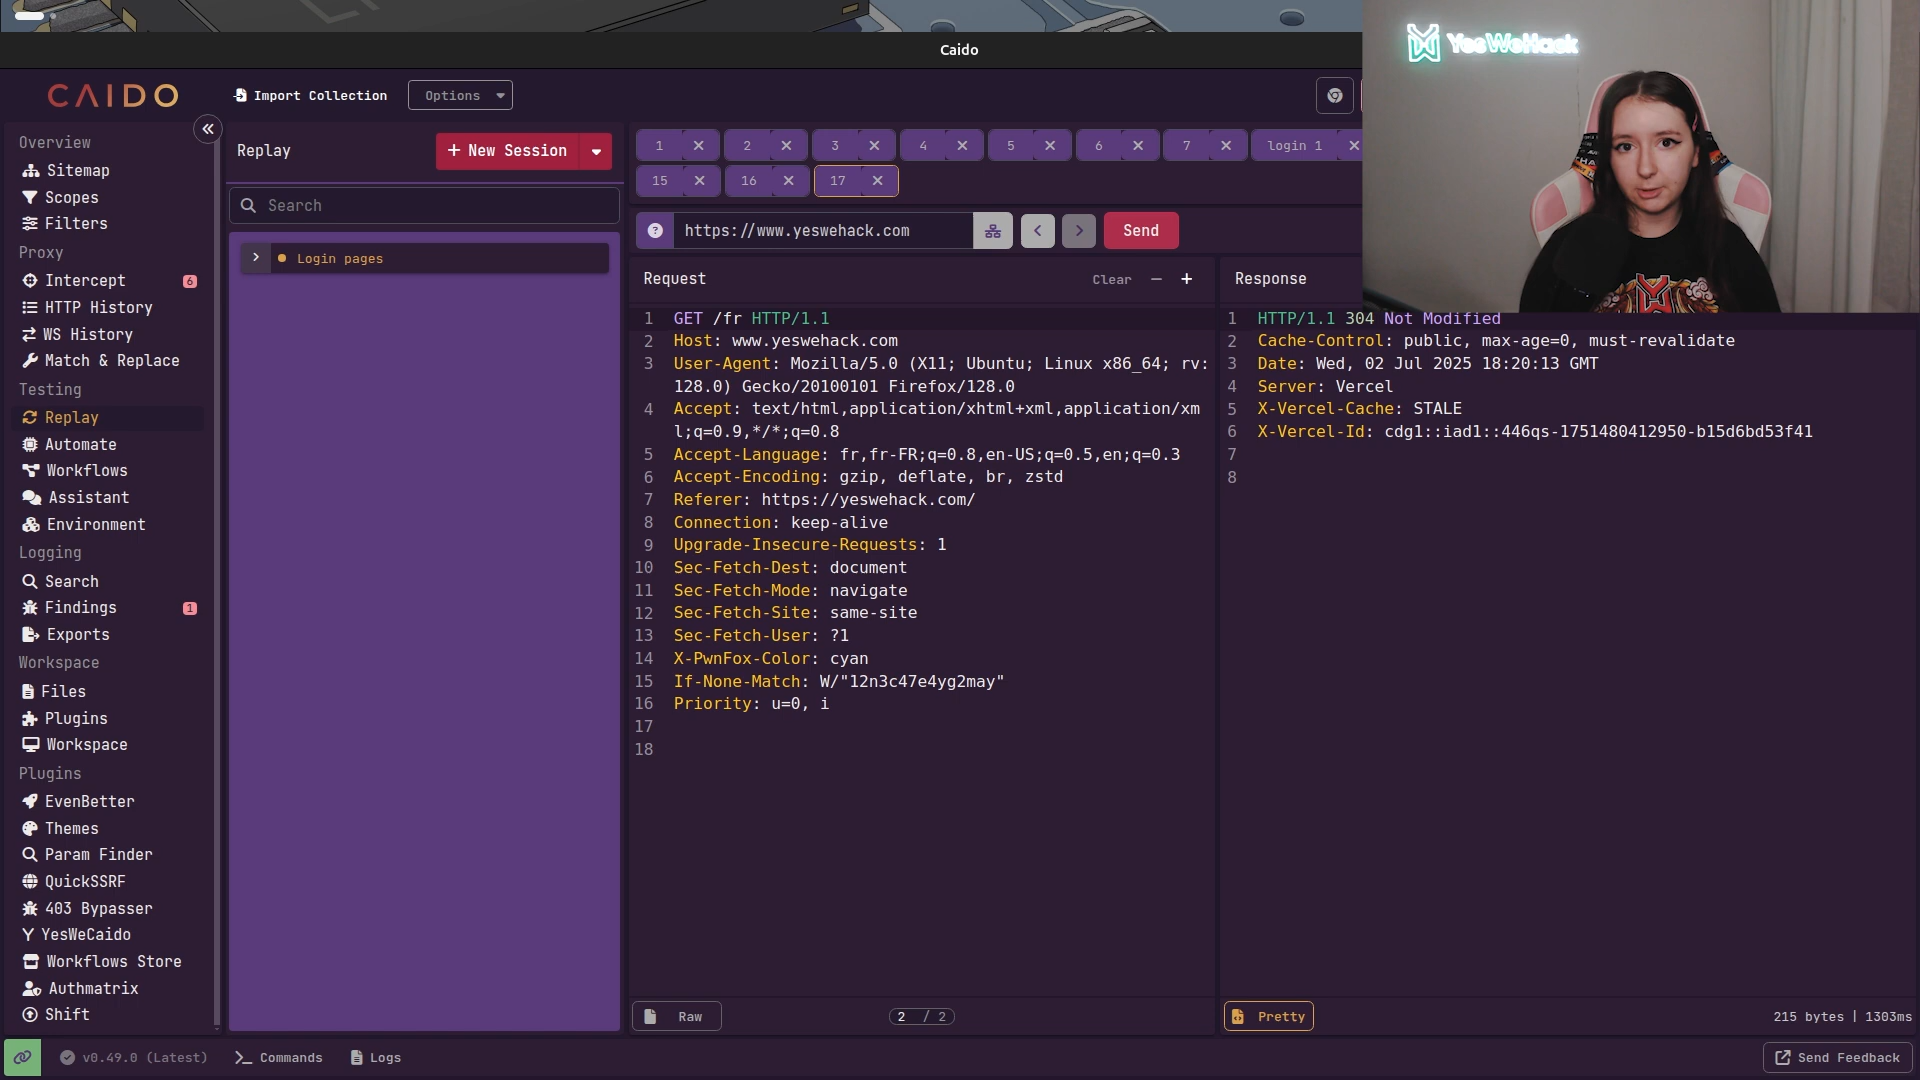 Caido
YesWeHack
CAIDO
Import Collection
Options
Overview
Sitemap
Scopes
Filters
Proxy
Intercept 6
HTTP History
WS History
Match & Replace
Testing
Replay
Automate
Workflows
Assistant
Environment
Logging
Search
Findings 1
Exports
Workspace
Files
Plugins
Workspace
Plugins
EvenBetter
Themes
Param Finder
QuickSSRF
403 Bypasser
YesWeCaido
Workflows Store
Authmatrix
Shift
Replay
+ New Session
Search
Login pages
1 2 3 4 5 6 7 login 1
15 16 17
https://www.yeswehack.com
Send
Request
Clear
1 GET /fr HTTP/1.1
2 Host: www.yeswehack.com
3 User-Agent: Mozilla/5.0 (X11; Ubuntu; Linux x86_64; rv:
128.0) Gecko/20100101 Firefox/128.0
4 Accept: text/html,application/xhtml+xml,application/xm
l;q=0.9,*/*;q=0.8
5 Accept-Language: fr,fr-FR;q=0.8,en-US;q=0.5,en;q=0.3
6 Accept-Encoding: gzip, deflate, br, zstd
7 Referer: https://yeswehack.com/
8 Connection: keep-alive
9 Upgrade-Insecure-Requests: 1
10 Sec-Fetch-Dest: document
11 Sec-Fetch-Mode: navigate
12 Sec-Fetch-Site: same-site
13 Sec-Fetch-User: ?1
14 X-PwnFox-Color: cyan
15 If-None-Match: W/"12n3c47e4yg2may"
16 Priority: u=0, i
17
18
Raw
2 / 2
Response
1 HTTP/1.1 304 Not Modified
2 Cache-Control: public, max-age=0, must-revalidate
3 Date: Wed, 02 Jul 2025 18:20:13 GMT
4 Server: Vercel
5 X-Vercel-Cache: STALE
6 X-Vercel-Id: cdg1::iad1::446qs-1751480412950-b15d6bd53f41
7
8
Pretty
215 bytes | 1303ms
v0.49.0 (Latest)
Commands
Logs
Send Feedback